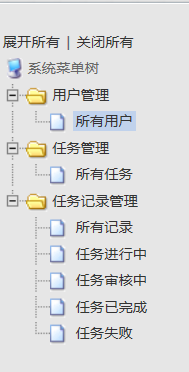 展开所有 | 关闭所有
系统菜单树
用户管理
所有用户
任务管理
所有任务
任务记录管理
所有记录
任务进行中
任务审核中
任务已完成
任务失败